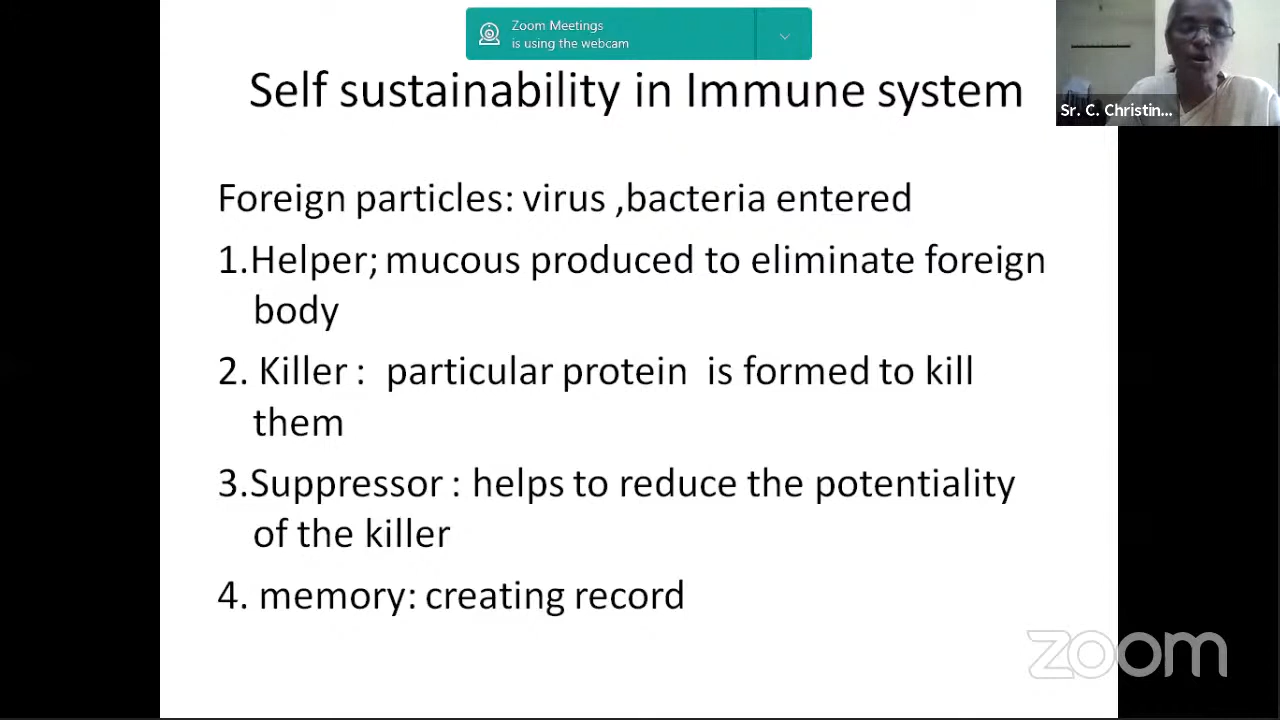 Zoom Meetings
is using the webcam
Self sustainability in Immune system
Sr. C. Christin...
Foreign particles: virus ,bacteria entered
1.Helper; mucous produced to eliminate foreign
body
2. Killer :  particular protein  is formed to kill
them
3.Suppressor : helps to reduce the potentiality
of the killer
4. memory: creating record
zoom